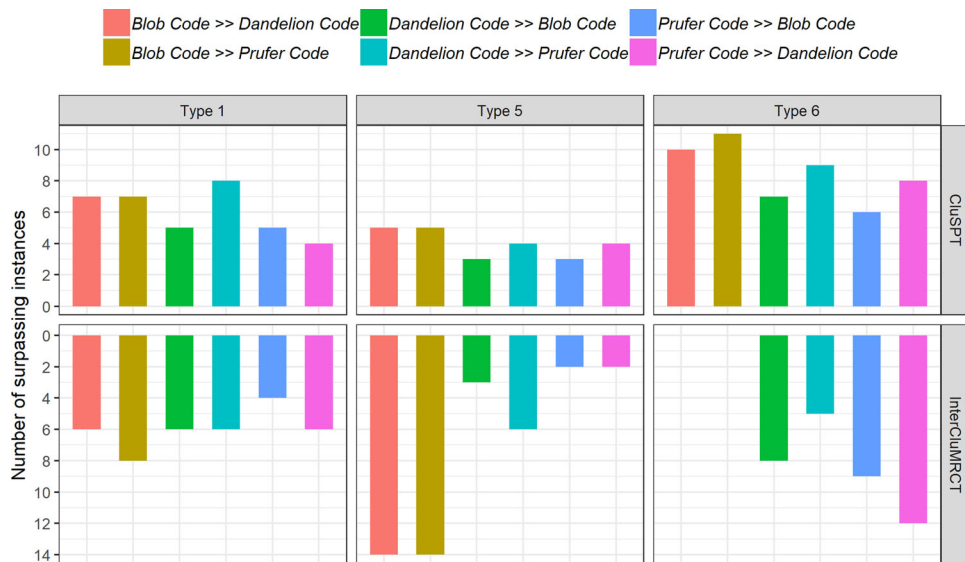 Blob Code >> Dandelion Code Dandelion Code >> Blob Code Prufer Code >> Blob Code
Blob Code >> Prufer Code Dandelion Code >> Prufer Code Prufer Code >> Dandelion Code
Type 1 Type 5 Type 6
Number of surpassing instances
10
8
6
4
2
0
CluSPT
0
2
4
6
8
10
12
14
InterCluMRCT